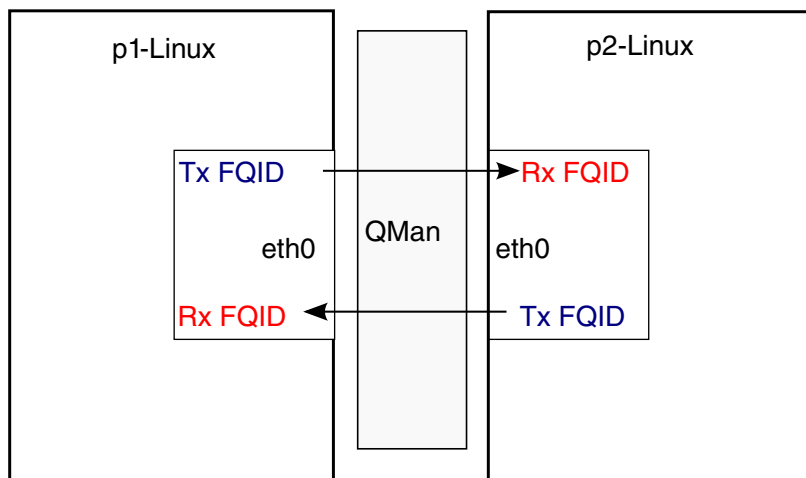 p1-Linux
p2-Linux
Tx FQID
Rx FQID
eth0
QMan
eth0
Rx FQID
Tx FQID